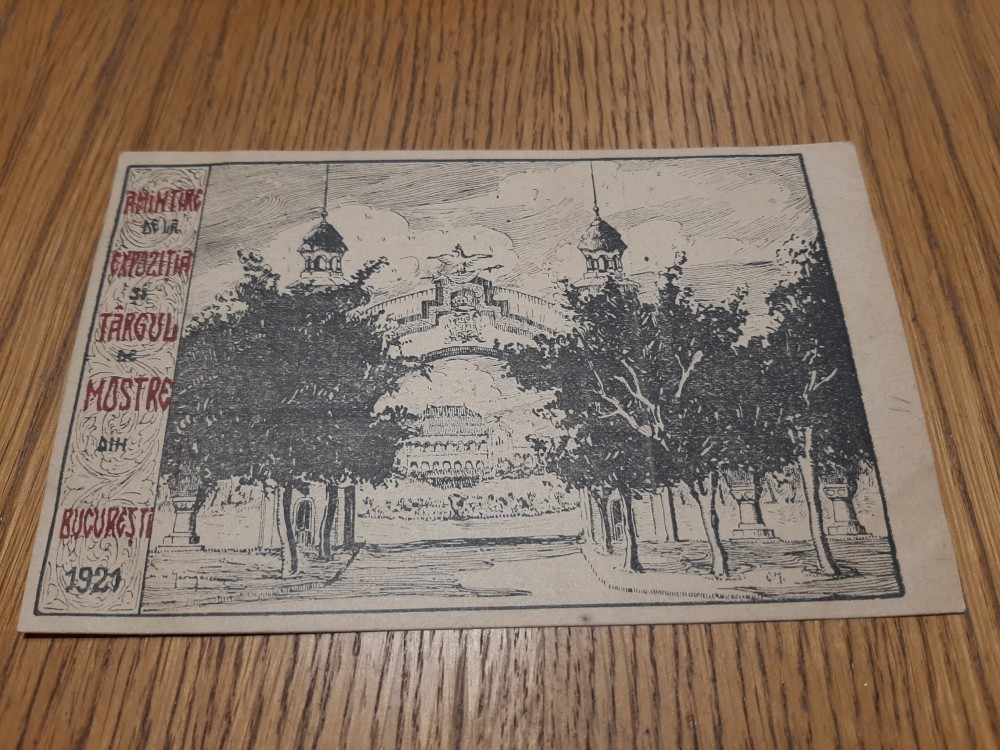 AMINTIRE
DE LA
EXPOZIȚIA
ȘI
TÂRGUL
DE
MOSTRE
DIN
BUCUREȘTI
1921